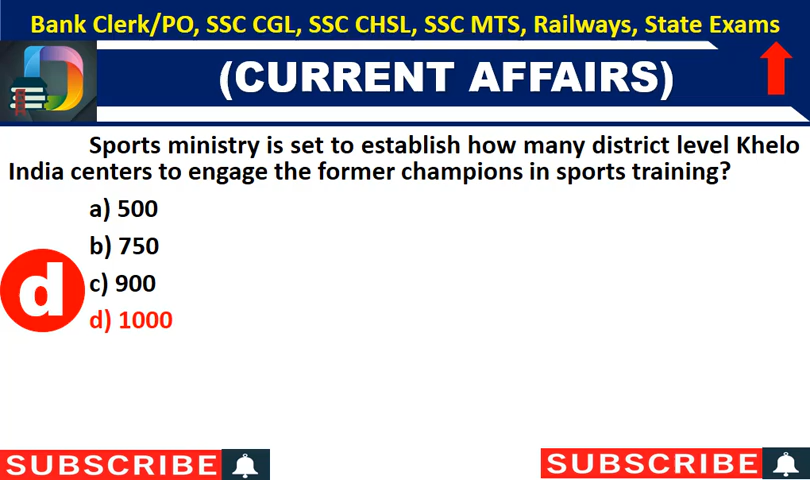 Bank Clerk/PO, SSC CGL, SSC CHSL, SSC MTS, Railways, State Exams
(CURRENT AFFAIRS)
Sports ministry is set to establish how many district level Khelo
India centers to engage the former champions in sports training?
a) 500
b) 750
c) 900
d
d) 1000
SUBSCRIBE
SUBSCRIBE